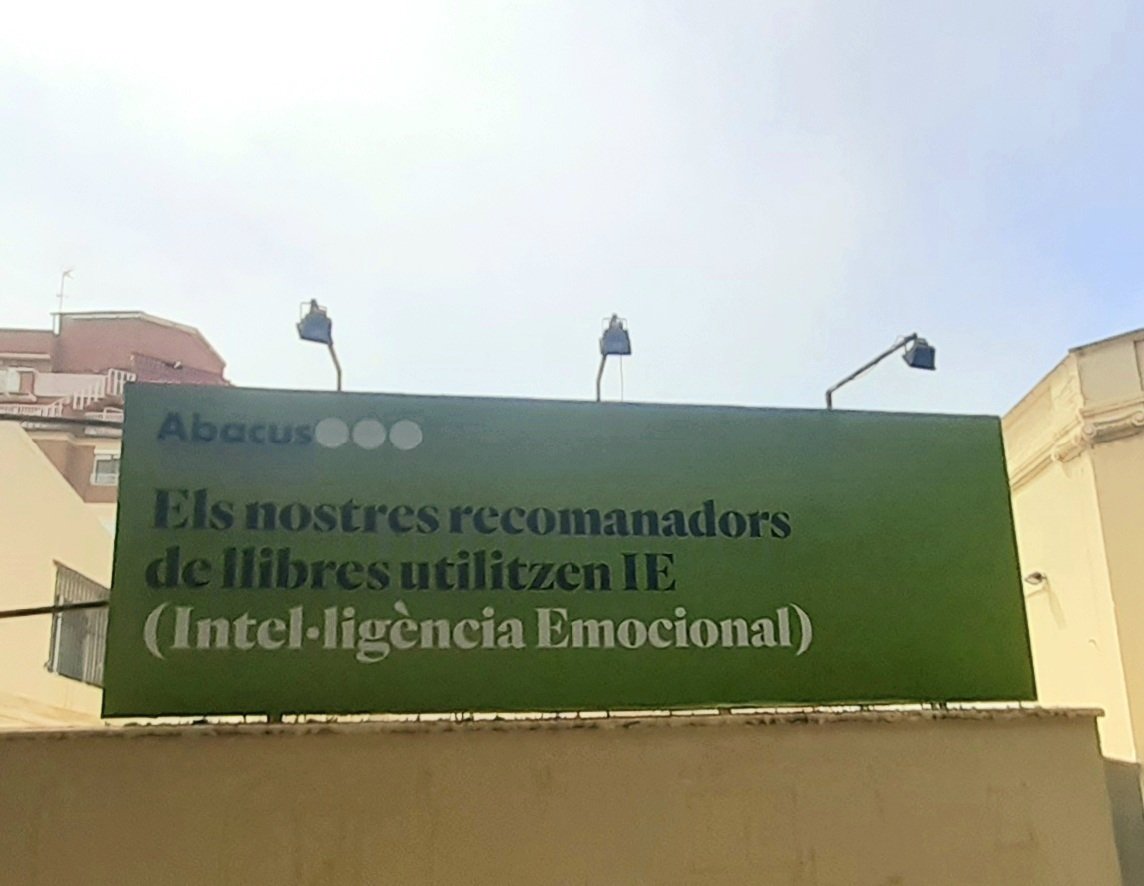 Abacus
Els nostres recomanadors
de llibres utilitzen IE
(Intel·ligència Emocional)